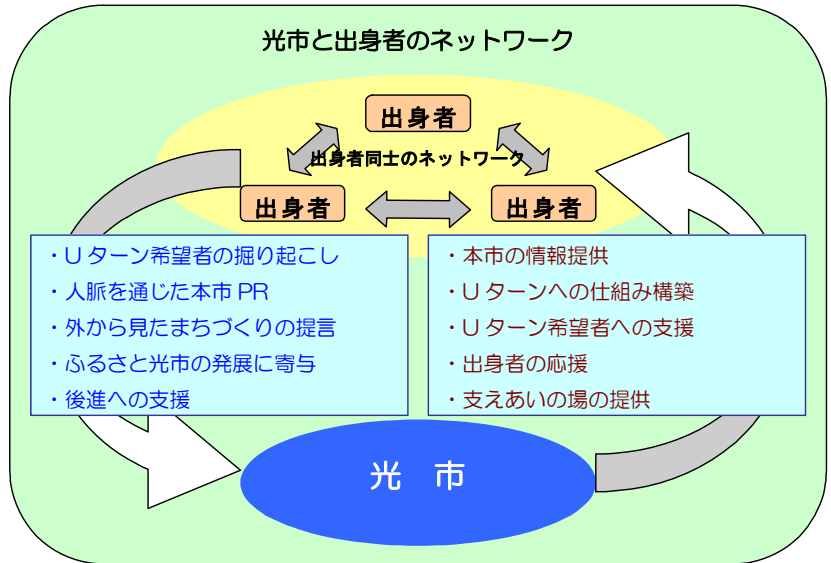 光市と出身者のネットワーク
出身者
出身者同士のネットワーク
出身者
出身者
・Uターン希望者の掘り起こし
・人脈を通じた本市PR
・外から見たまちづくりの提言
・ふるさと光市の発展に寄与
・後進への支援
・本市の情報提供
・Uターンへの仕組み構築
・Uターン希望者への支援
・出身者の応援
・支えあいの場の提供
光　市